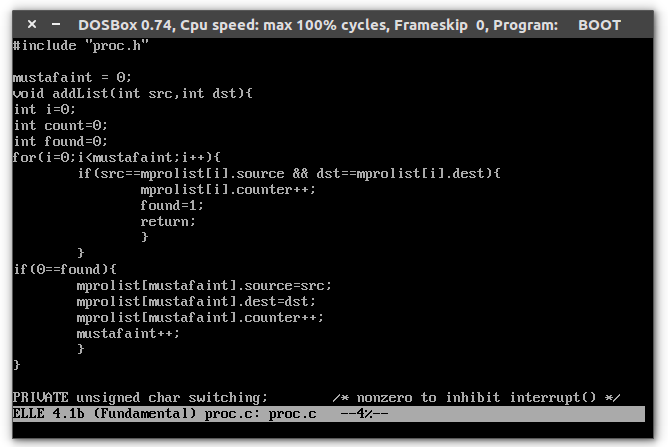 DOSBox 0.74, Cpu speed: max 100% cycles, Frameskip  0, Program:    BOOT
#include "proc.h"

mustafaint = 0;
void addList(int src,int dst){
int i=0;
int count=0;
int found=0;
for(i=0;i<mustafaint;i++){
        if(src==mprolist[i].source && dst==mprolist[i].dest){
                mprolist[i].counter++;
                found=1;
                return;
                }
        }
if(0==found){
        mprolist[mustafaint].source=src;
        mprolist[mustafaint].dest=dst;
        mprolist[mustafaint].counter++;
        mustafaint++;
        }
}

PRIVATE unsigned char switching;        /* nonzero to inhibit interrupt() */
ELLE 4.1b (Fundamental) proc.c: proc.c   --4%--